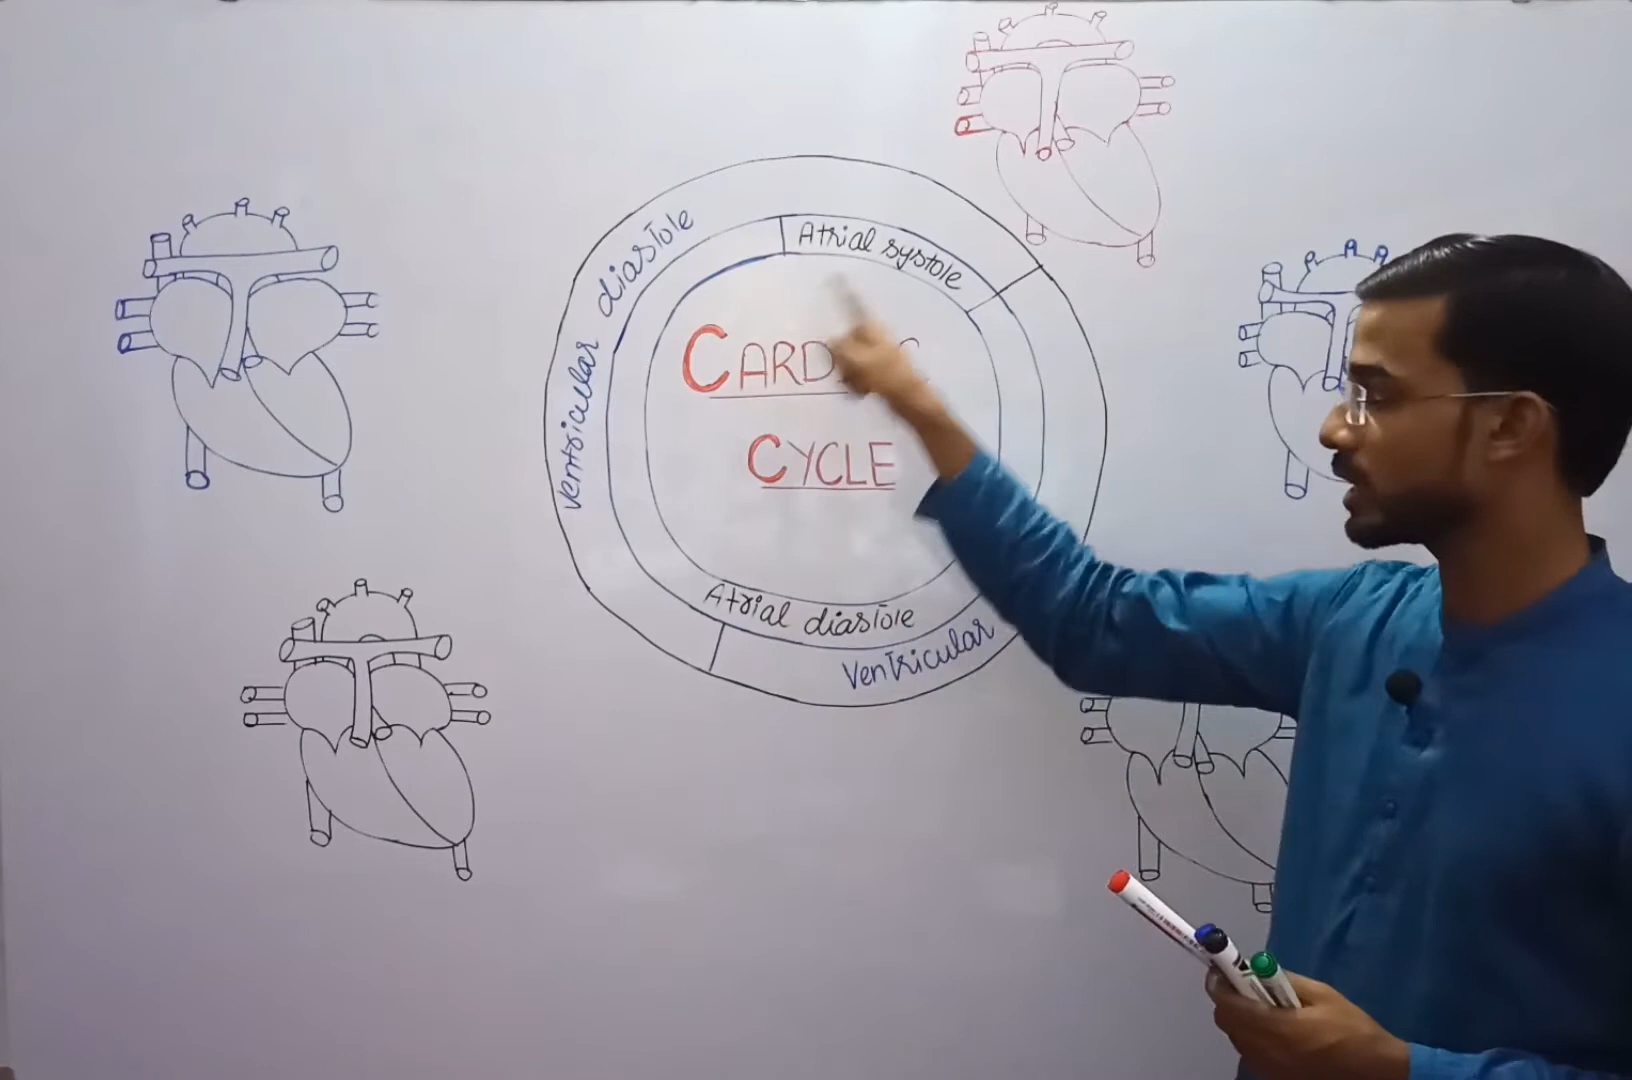 Atrial systole
Ventricular diastole
CARDIAC
CYCLE
Atrial diastole
Ventricular